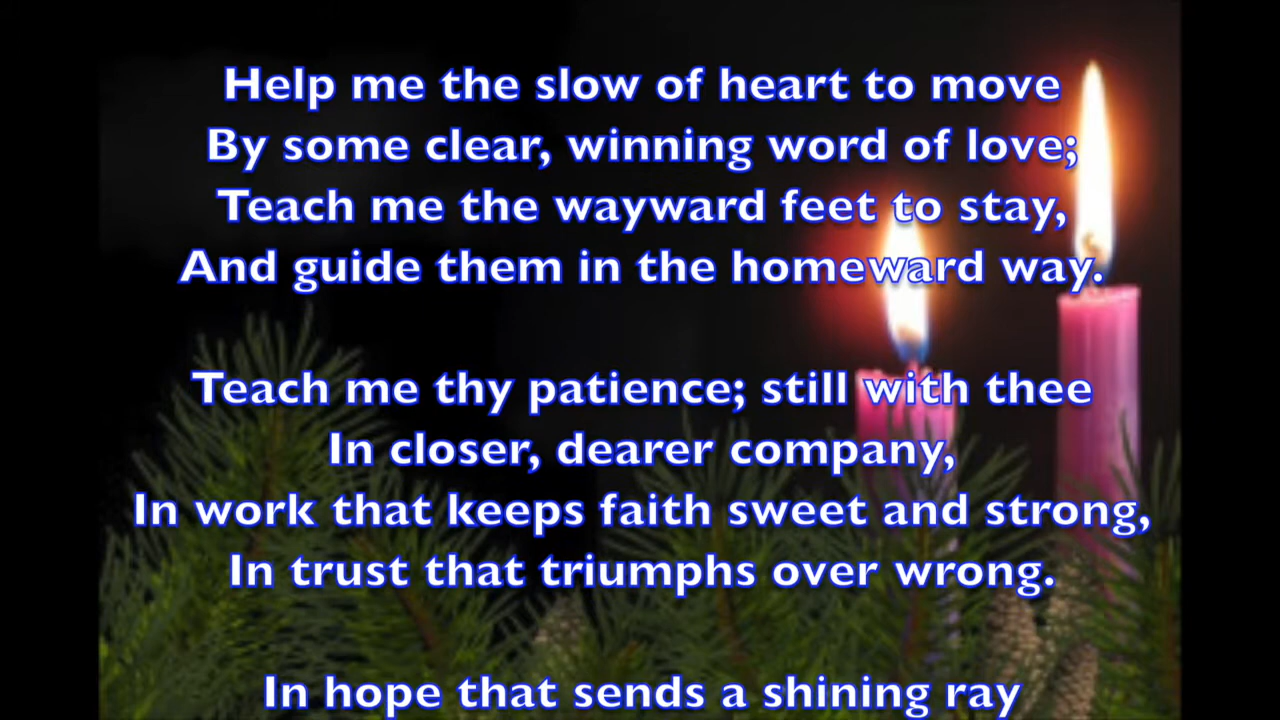 Help me the slow of heart to move
By some clear, winning word of love;
Teach me the wayward feet to stay,
And guide them in the homeward way.
Teach me thy patience; still with thee
In closer, dearer company,
In work that keeps faith sweet and strong,
In trust that triumphs over wrong.
In hope that sends a shining ray